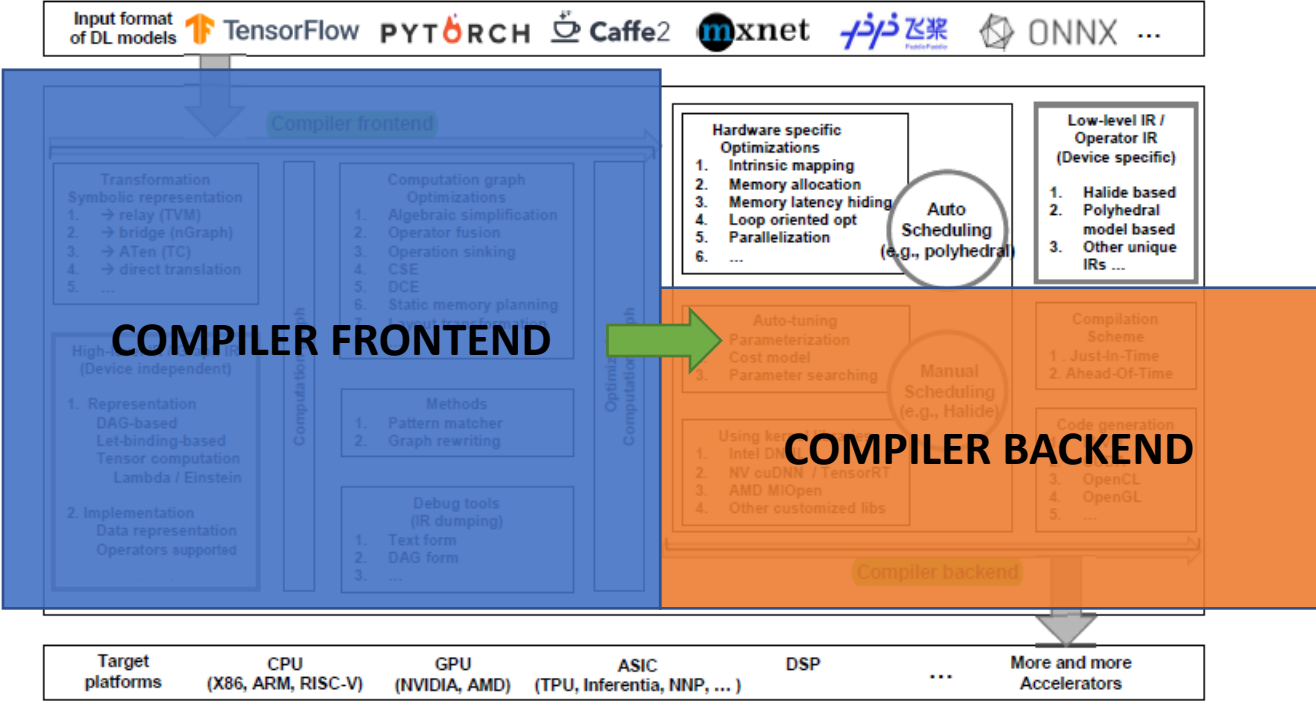 Input format
of DL models
TensorFlow PYTORCH Caffe2 mxnet 飞桨 ONNX ...
PaddlePaddle
Compiler frontend
Transformation
Symbolic representation
1. → relay (TVM)
2. → bridge (nGraph)
3. → ATen (TC)
4. → direct translation
5. ...
(Device independent)
1. Representation
DAG-based
Let-binding-based
Tensor computation
Lambda / Einstein
2. Implementation
Data representation
Operators supported
Computation graph
Optimizations
1. Algebraic simplification
2. Operator fusion
3. Operation sinking
4. CSE
5. DCE
6. Static memory planning
7. Layout transformation
Methods
1. Pattern matcher
2. Graph rewriting
Debug tools
(IR dumping)
1. Text form
2. DAG form
3. ...
COMPILER FRONTEND
Hardware specific
Optimizations
1. Intrinsic mapping
2. Memory allocation
3. Memory latency hiding
4. Loop oriented opt
5. Parallelization
6. ...
Auto
Scheduling
(e.g., polyhedral)
Low-level IR /
Operator IR
(Device specific)
1. Halide based
2. Polyhedral
model based
3. Other unique
IRs ...
Auto-tuning
Parameterization
Cost model
3. Parameter searching
Manual
Scheduling
(e.g., Halide)
Compilation
Scheme
1 . Just-In-Time
2. Ahead-Of-Time
Using kernel libraries
1. Intel
2. NV cuDNN / TensorRT
3. AMD MIOpen
4. Other customized libs
Code generation
3. OpenCL
4. OpenGL
5. ...
COMPILER BACKEND
Compiler backend
Target
platforms
CPU
(X86, ARM, RISC-V)
GPU
(NVIDIA, AMD)
ASIC
(TPU, Inferentia, NNP, ... )
DSP
...
More and more
Accelerators